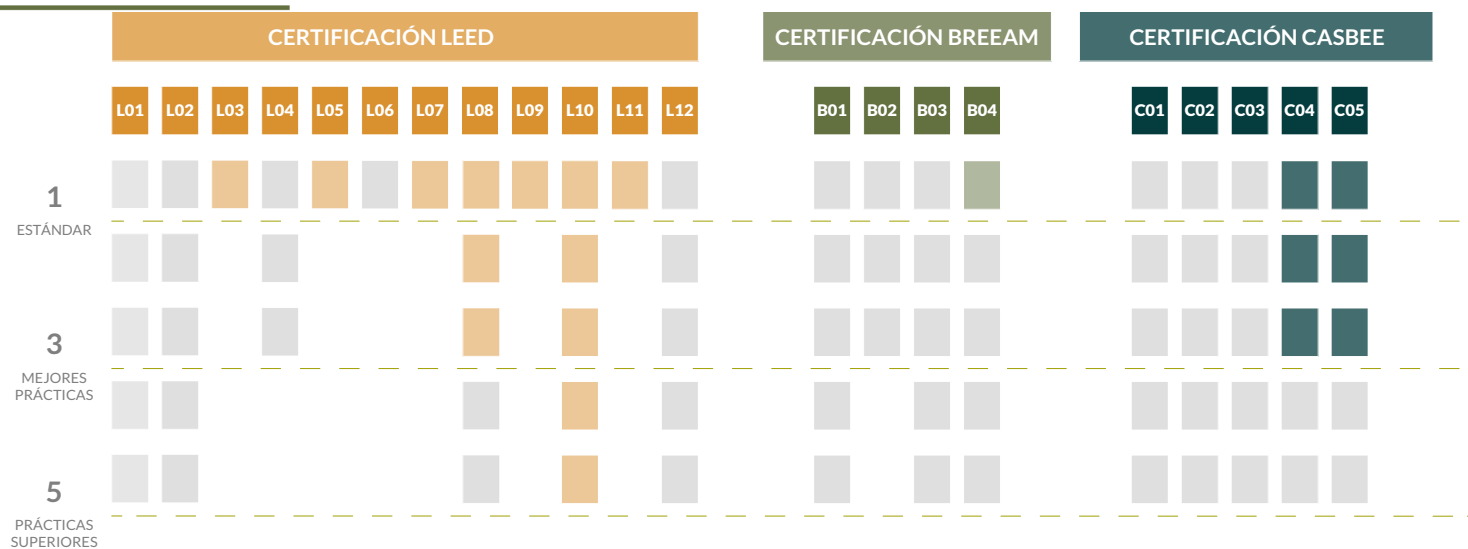 CERTIFICACIÓN LEED CERTIFICACIÓN BREEAM CERTIFICACIÓN CASBEE
L01 L02 L03 L04 L05 L06 L07 L08 L09 L10 L11 L12 B01 B02 B03 B04 C01 C02 C03 C04 C05
1
ESTÁNDAR
3
MEJORES
PRÁCTICAS
5
PRÁCTICAS
SUPERIORES